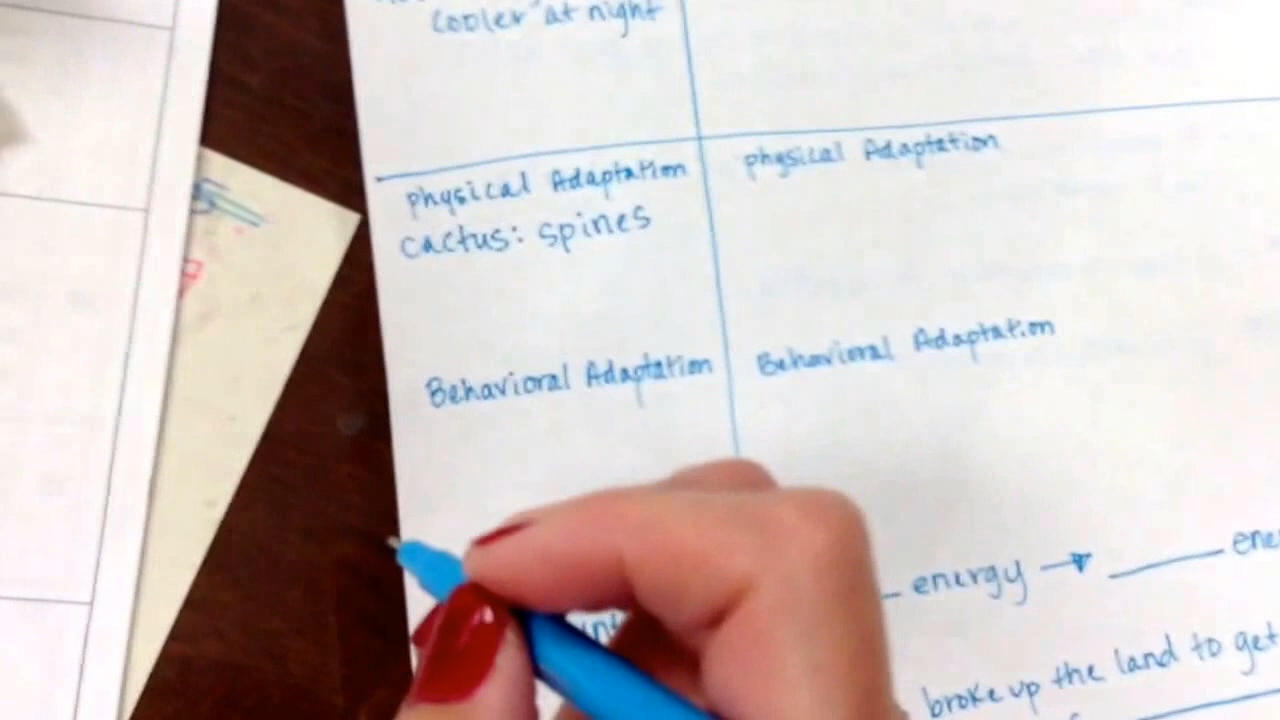 cooler at night
physical Adaptation
cactus: spines
Behavioral Adaptation
physical Adaptation
Behavioral Adaptation
energy →
broke up the land to get